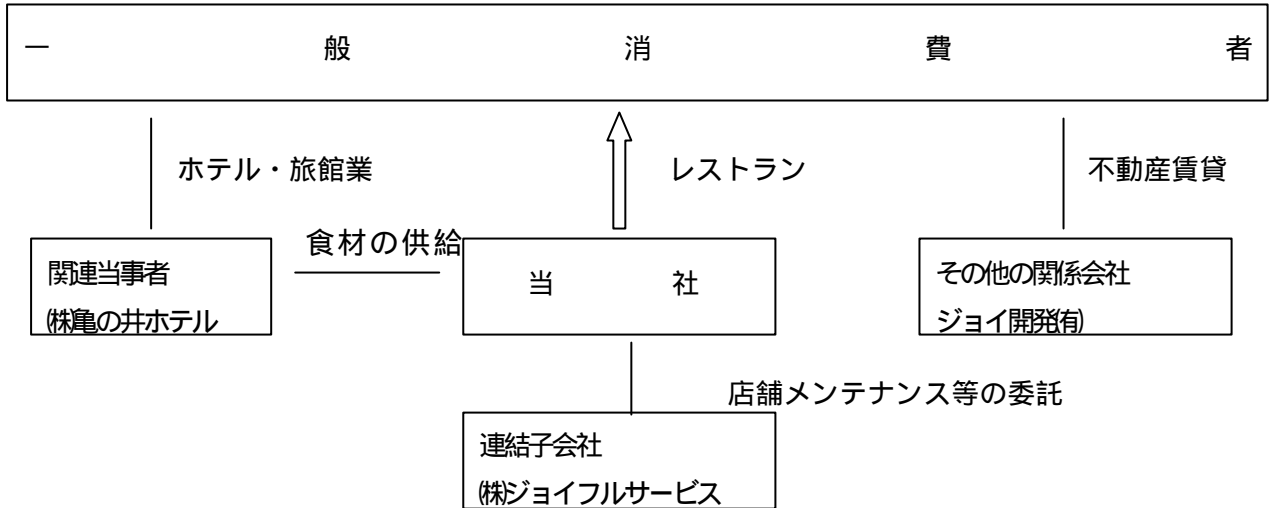 一般消費者
ホテル・旅館業
レストラン
不動産賃貸
食材の供給
関連当事者
㈱亀の井ホテル
当社
その他の関係会社
ジョイ開発㈲
店舗メンテナンス等の委託
連結子会社
㈱ジョイフルサービス